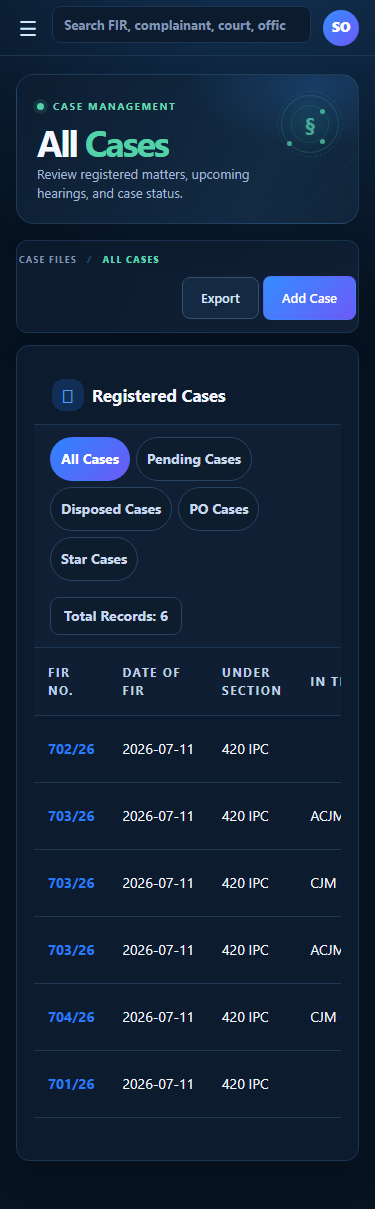 Search FIR, complainant, court, offic
SO
CASE MANAGEMENT
§
All Cases
Review registered matters, upcoming
hearings, and case status.
CASE FILES / ALL CASES
Export
Add Case
Registered Cases
All Cases
Pending Cases
Disposed Cases
PO Cases
Star Cases
Total Records: 6
FIR NO.
DATE OF FIR
UNDER SECTION
IN
702/26 2026-07-11 420 IPC
703/26 2026-07-11 420 IPC ACJM
703/26 2026-07-11 420 IPC CJM
703/26 2026-07-11 420 IPC ACJM
704/26 2026-07-11 420 IPC CJM
701/26 2026-07-11 420 IPC